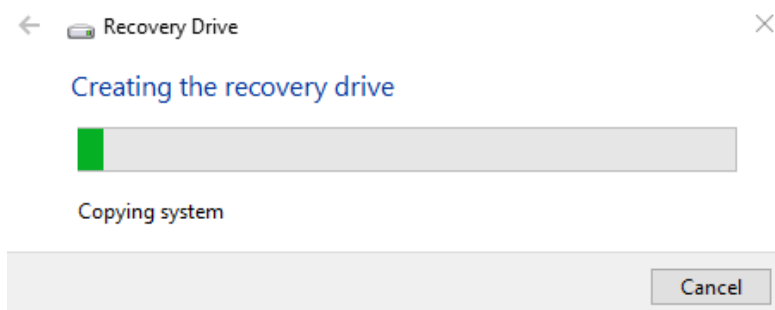 Recovery Drive
Creating the recovery drive
Copying system
Cancel